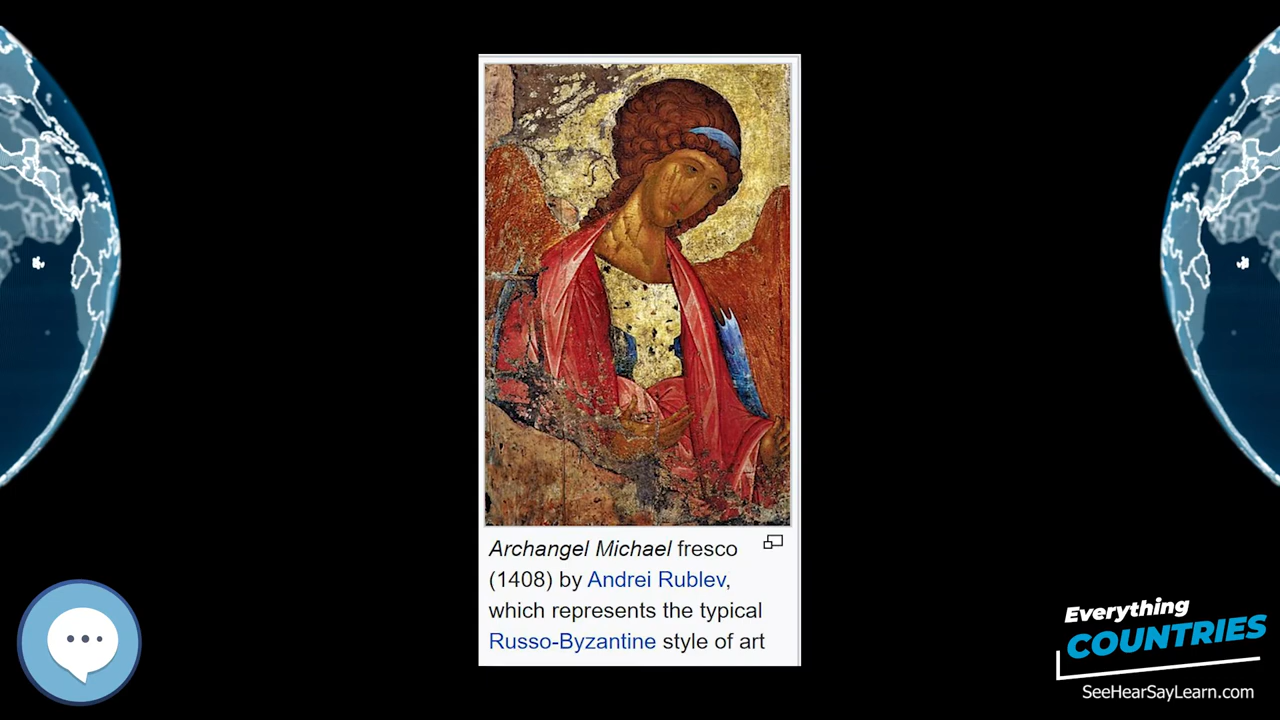 Archangel Michael fresco
(1408) by Andrei Rublev,
which represents the typical
Russo-Byzantine style of art
Everything
COUNTRIES
SeeHearSayLearn.com